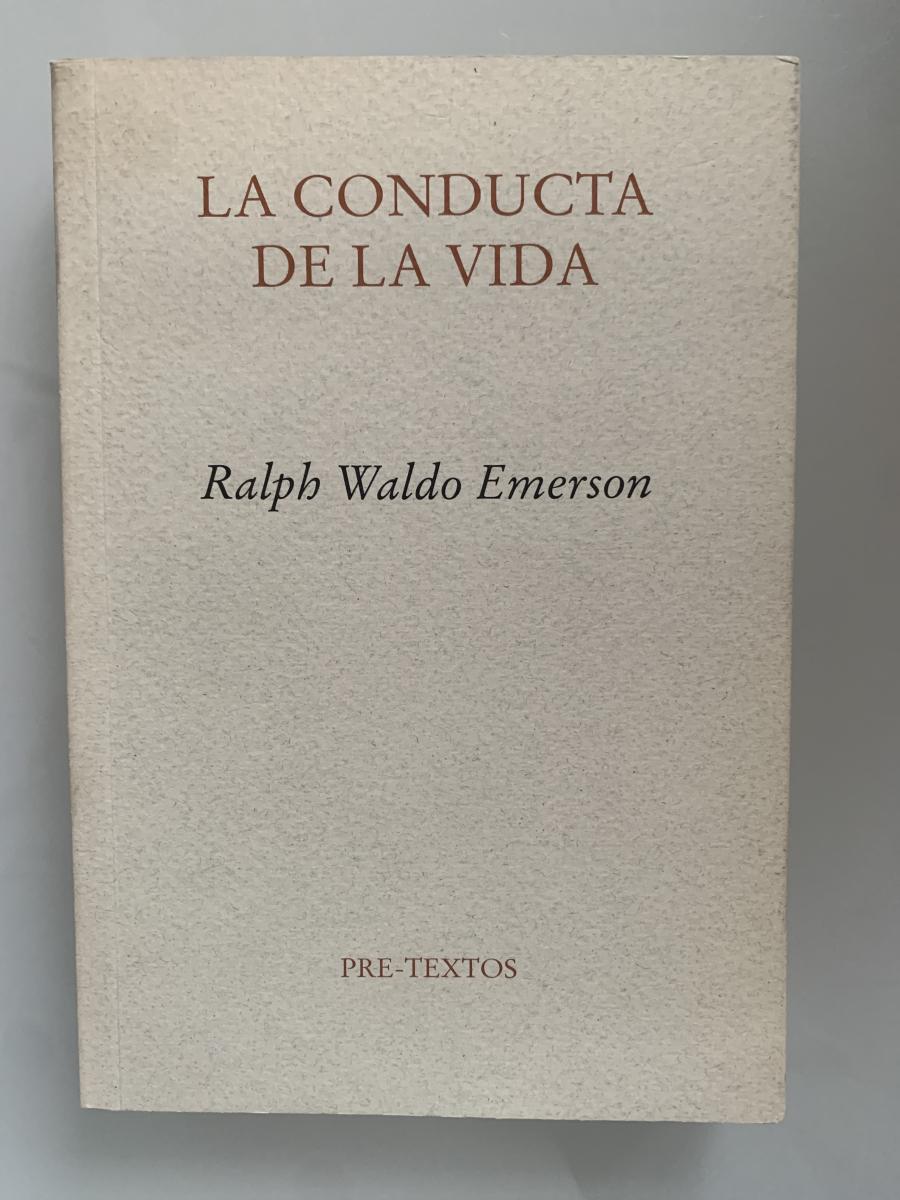 LA CONDUCTA
DE LA VIDA
Ralph Waldo Emerson
PRE-TEXTOS